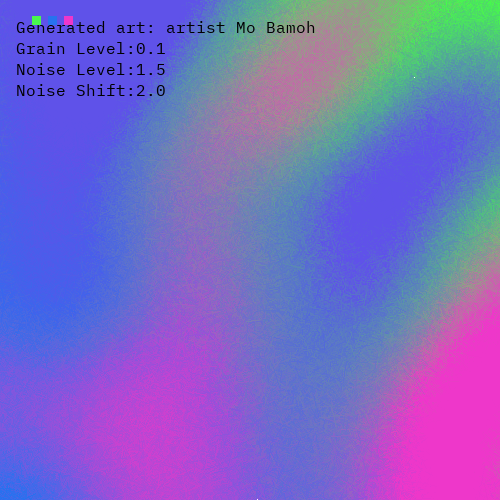 Generated art: artist Mo Bamoh
Grain Level:0.1
Noise Level:1.5
Noise Shift:2.0